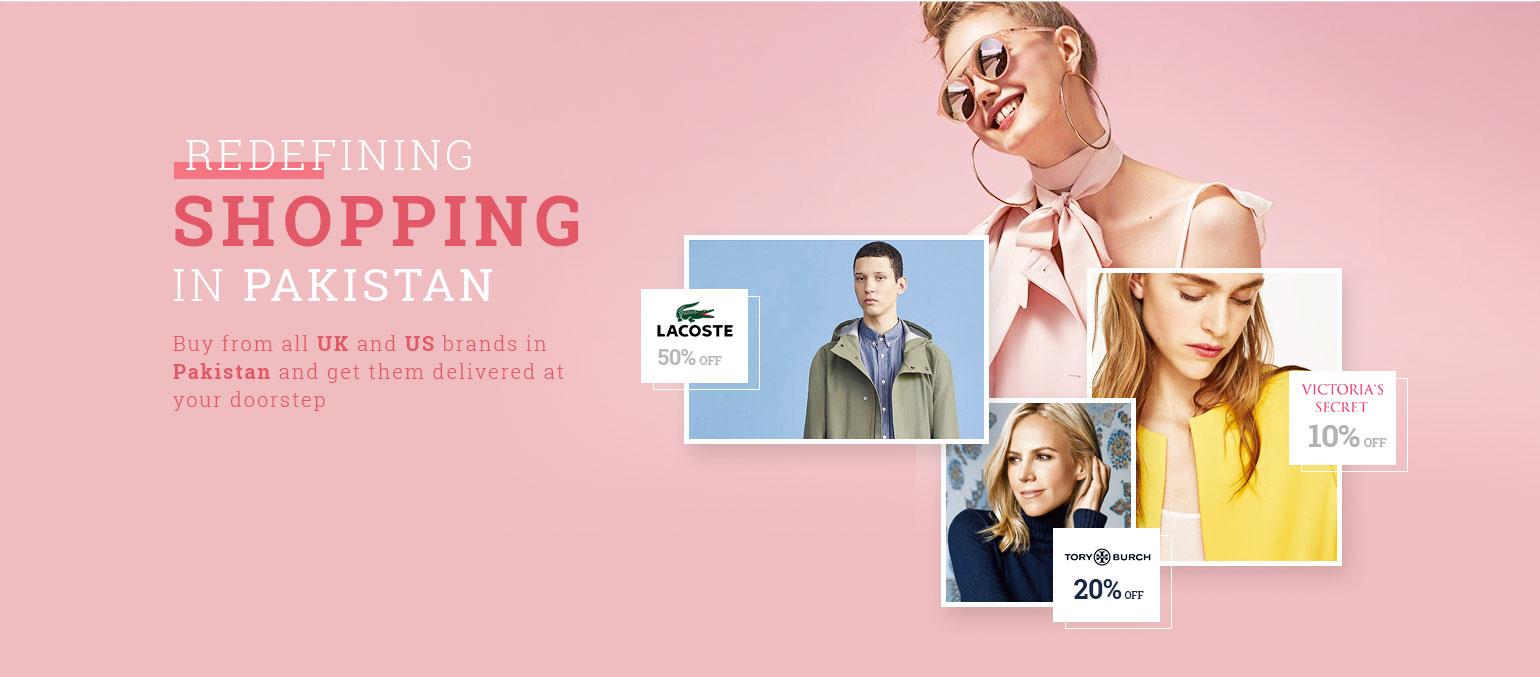 REDEFINING
SHOPPING
IN PAKISTAN
Buy from all UK and US brands in
Pakistan and get them delivered at
your doorstep
LACOSTE
50% OFF
VICTORIA'S
SECRET
10% OFF
TORY BURCH
20% OFF